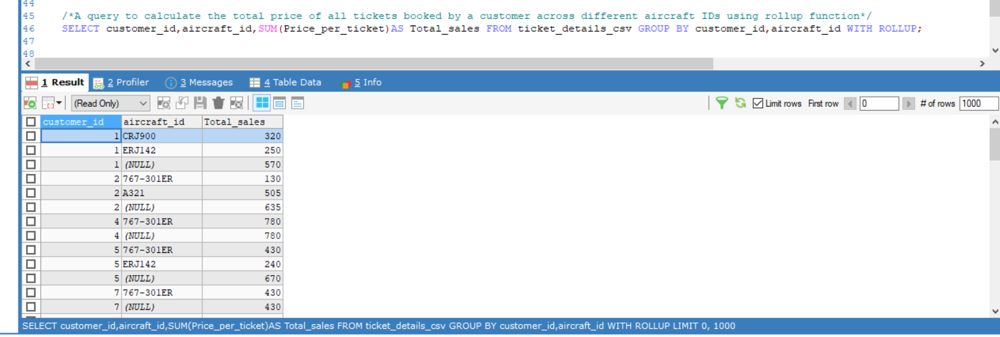 44
45 /*A query to calculate the total price of all tickets booked by a customer across different aircraft IDs using rollup function*/
46 SELECT customer_id,aircraft_id,SUM(Price_per_ticket)AS Total_sales FROM ticket_details_csv GROUP BY customer_id,aircraft_id WITH ROLLUP;
47
48
1 Result 2 Profiler 3 Messages 4 Table Data 5 Info
(Read Only) Limit rows First row 0 # of rows 1000
customer_id aircraft_id Total_sales
1 CRJ900 320
1 ERJ142 250
1 (NULL) 570
2 767-301ER 130
2 A321 505
2 (NULL) 635
4 767-301ER 780
4 (NULL) 780
5 767-301ER 430
5 ERJ142 240
5 (NULL) 670
7 767-301ER 430
7 (NULL) 430
SELECT customer_id,aircraft_id,SUM(Price_per_ticket)AS Total_sales FROM ticket_details_csv GROUP BY customer_id,aircraft_id WITH ROLLUP LIMIT 0, 1000